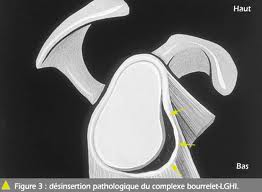 Haut
Bas
Figure 3 : désinsertion pathologique du complexe bourrelet-LGHI.